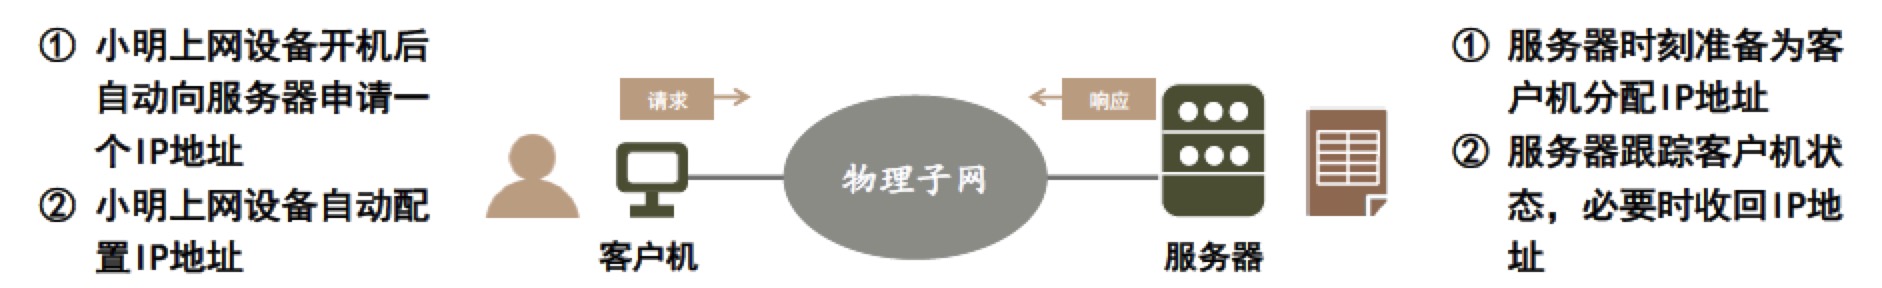 ① 小明上网设备开机后
自动向服务器申请一
个IP地址
② 小明上网设备自动配
置IP地址
请求
客户机
物理子网
响应
服务器
① 服务器时刻准备为客
户机分配IP地址
② 服务器跟踪客户机状
态，必要时收回IP地
址